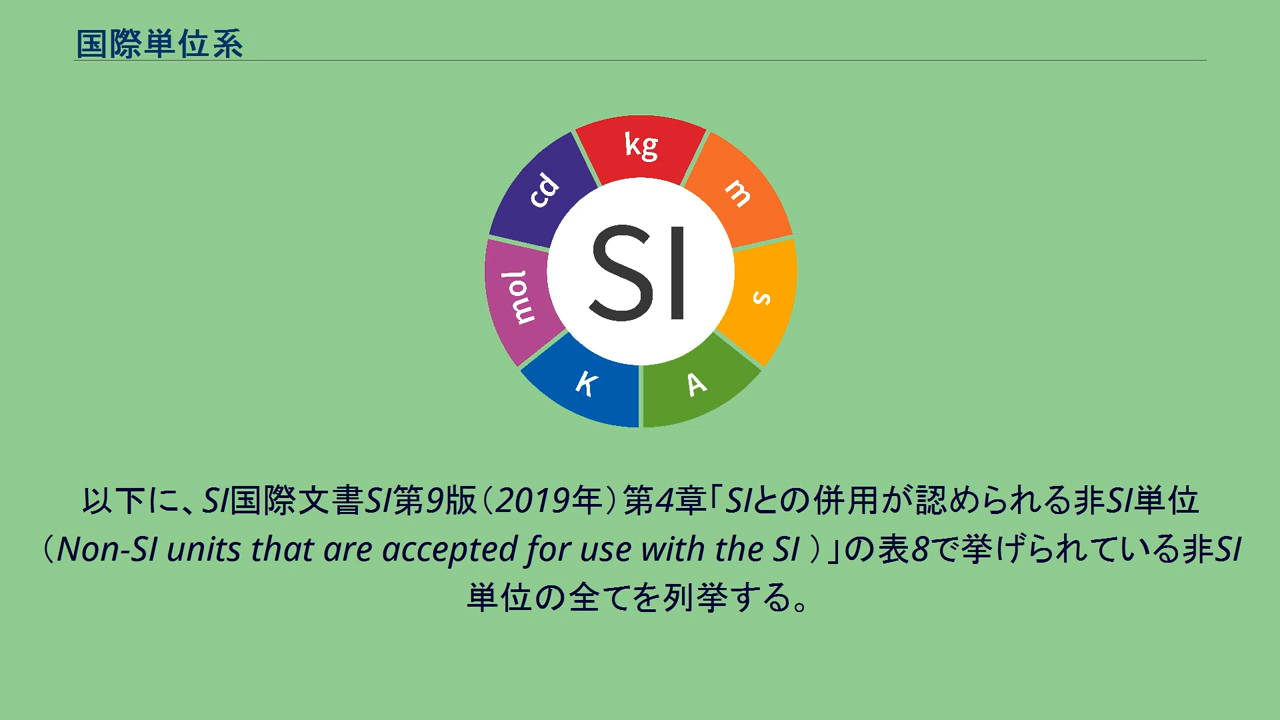 国際単位系
kg
m
s
A
K
mol
cd
SI
以下に、SI国際文書SI第9版（2019年）第4章「SIとの併用が認められる非SI単位
（Non-SI units that are accepted for use with the SI ）」の表8で挙げられている非SI
単位の全てを列挙する。